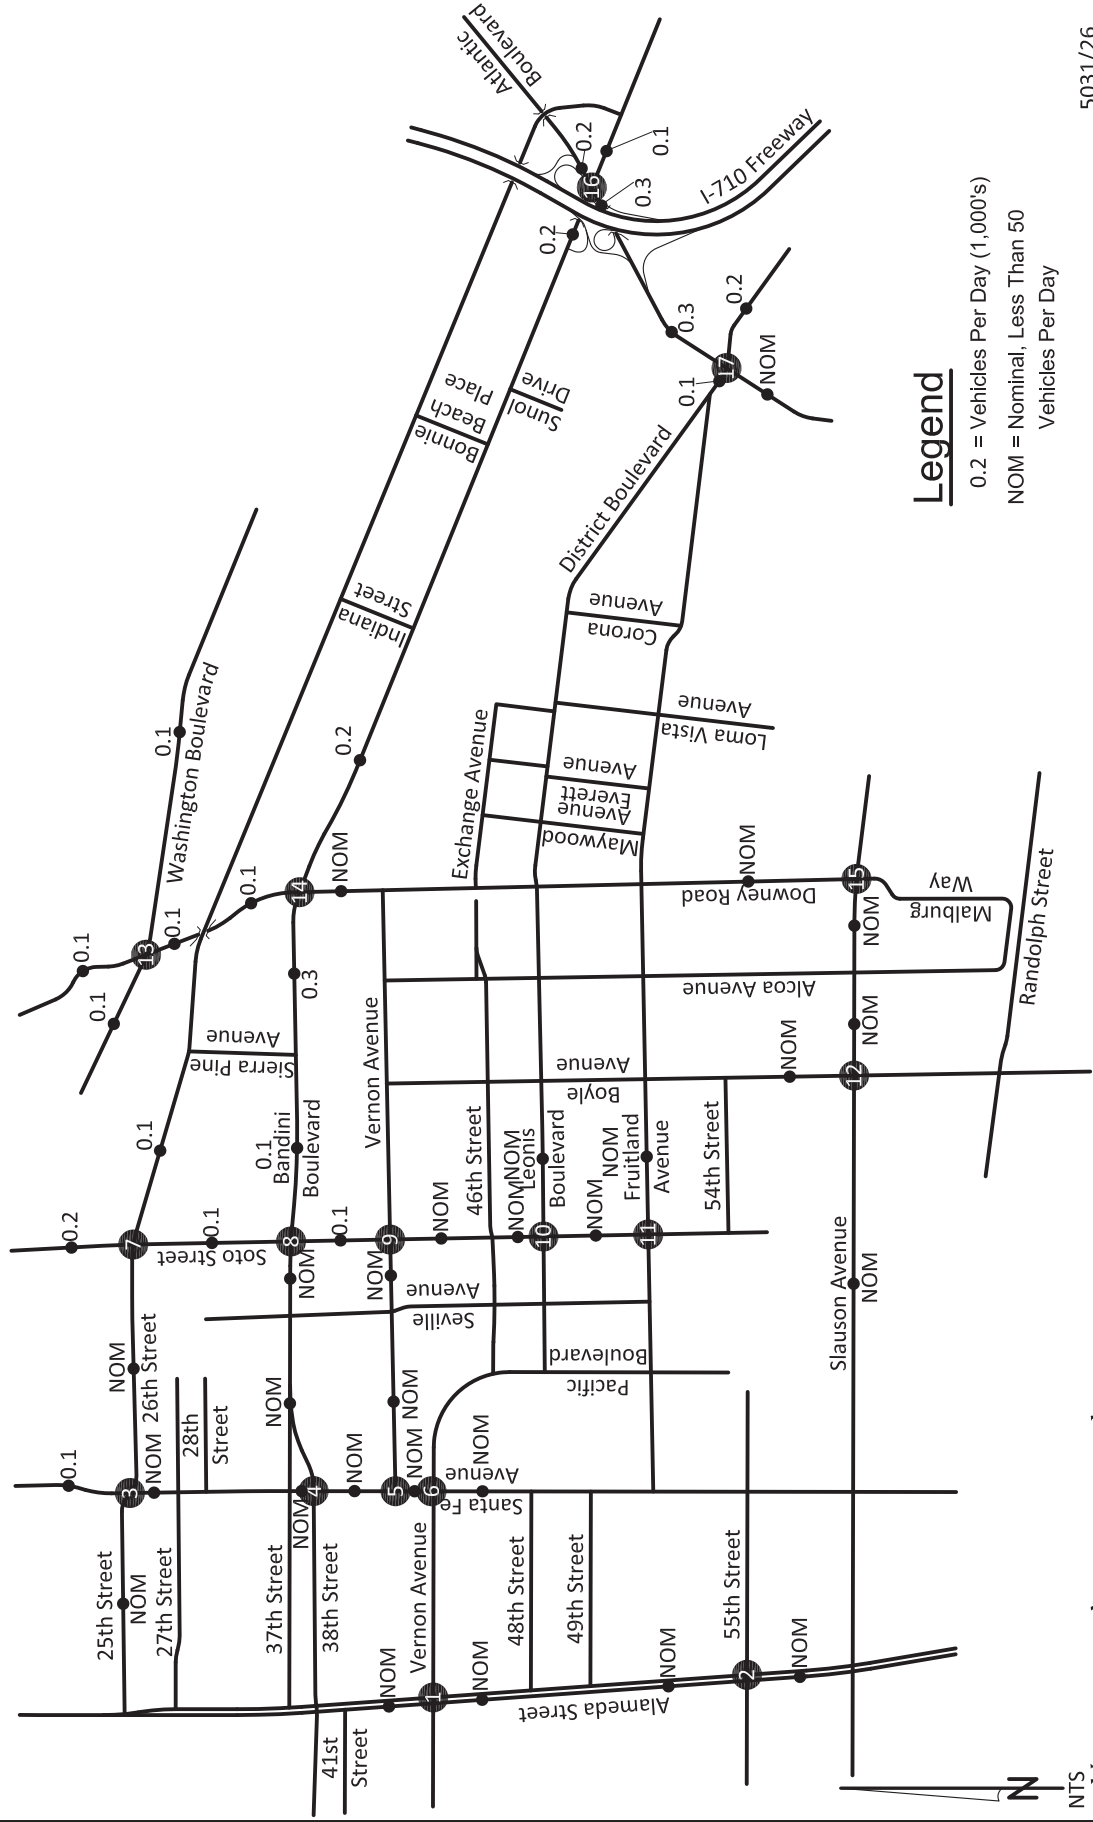 Atlantic
Boulevard
0.2
0.1
16
0.3
0.2
I-710 Freeway
5031/26
0.3
0.2
17
0.1
NOM
Bonnie
Beach
Place
Sunol
Drive
District Boulevard
Legend
0.2 = Vehicles Per Day (1,000's)
NOM = Nominal, Less Than 50
Vehicles Per Day
Indiana
Street
Corona
Avenue
Loma Vista
Avenue
Everett
Avenue
Maywood
Avenue
Exchange Avenue
Washington Boulevard
0.1
0.2
0.1
0.1
0.1
0.1
13
14
NOM
0.3
Downey Road
NOM
15
NOM
Malburg
Way
Randolph Street
Alcoa Avenue
NOM
Sierra Pine
Avenue
Vernon Avenue
Boyle
Avenue
NOM
12
0.1
0.1
Bandini
Boulevard
46th Street
NOM
Leonis
Boulevard
NOM
Fruitland
Avenue
54th Street
0.2
7
0.1
Soto Street
8
0.1
9
NOM
NOM
10
NOM
11
NOM
NOM
Seville
Avenue
Slauson Avenue
NOM
NOM
26th Street
NOM
NOM
Pacific
Boulevard
28th
Street
0.1
3
NOM
NOM
4
NOM
5
NOM
6
NOM
Santa Fe
Avenue
25th Street
NOM
27th Street
37th Street
38th Street
Vernon Avenue
48th Street
49th Street
55th Street
NOM
1
NOM
NOM
2
NOM
Alameda Street
41st
Street
N
NTS